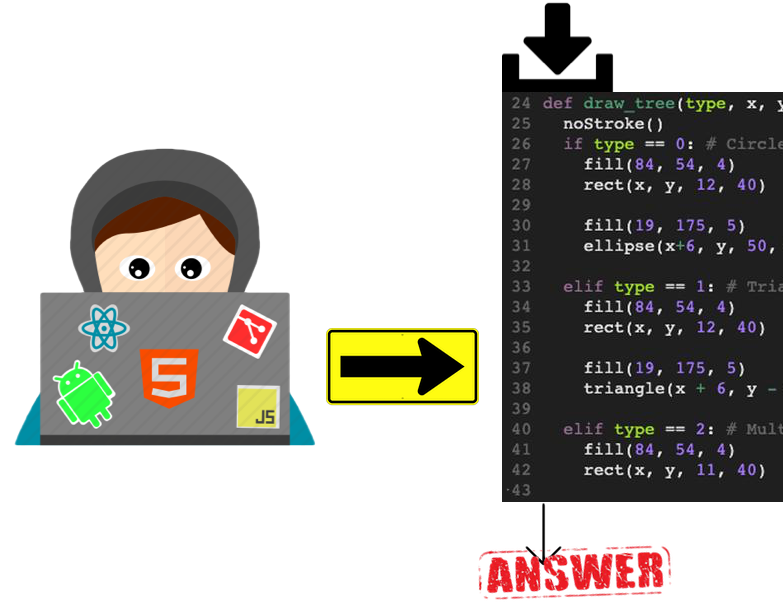 24 def draw_tree(type, x, y
25 noStroke()
26 if type == 0: # Circle
27 fill(84, 54, 4)
28 rect(x, y, 12, 40)
29
30 fill(19, 175, 5)
31 ellipse(x+6, y, 50,
32
33 elif type == 1: # Tria
34 fill(84, 54, 4)
35 rect(x, y, 12, 40)
36
37 fill(19, 175, 5)
38 triangle(x + 6, y -
39
40 elif type == 2: # Mult
41 fill(84, 54, 4)
42 rect(x, y, 11, 40)
43
5
JS
ANSWER